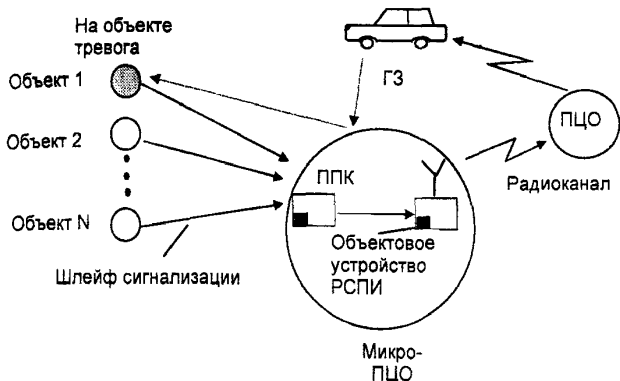 На объекте
тревога
Объект 1
Объект 2
Объект N
Шлейф сигнализации
ГЗ
ПЦО
Радиоканал
ППК
Объектовое
устройство
РСПИ
Микро-
ПЦО